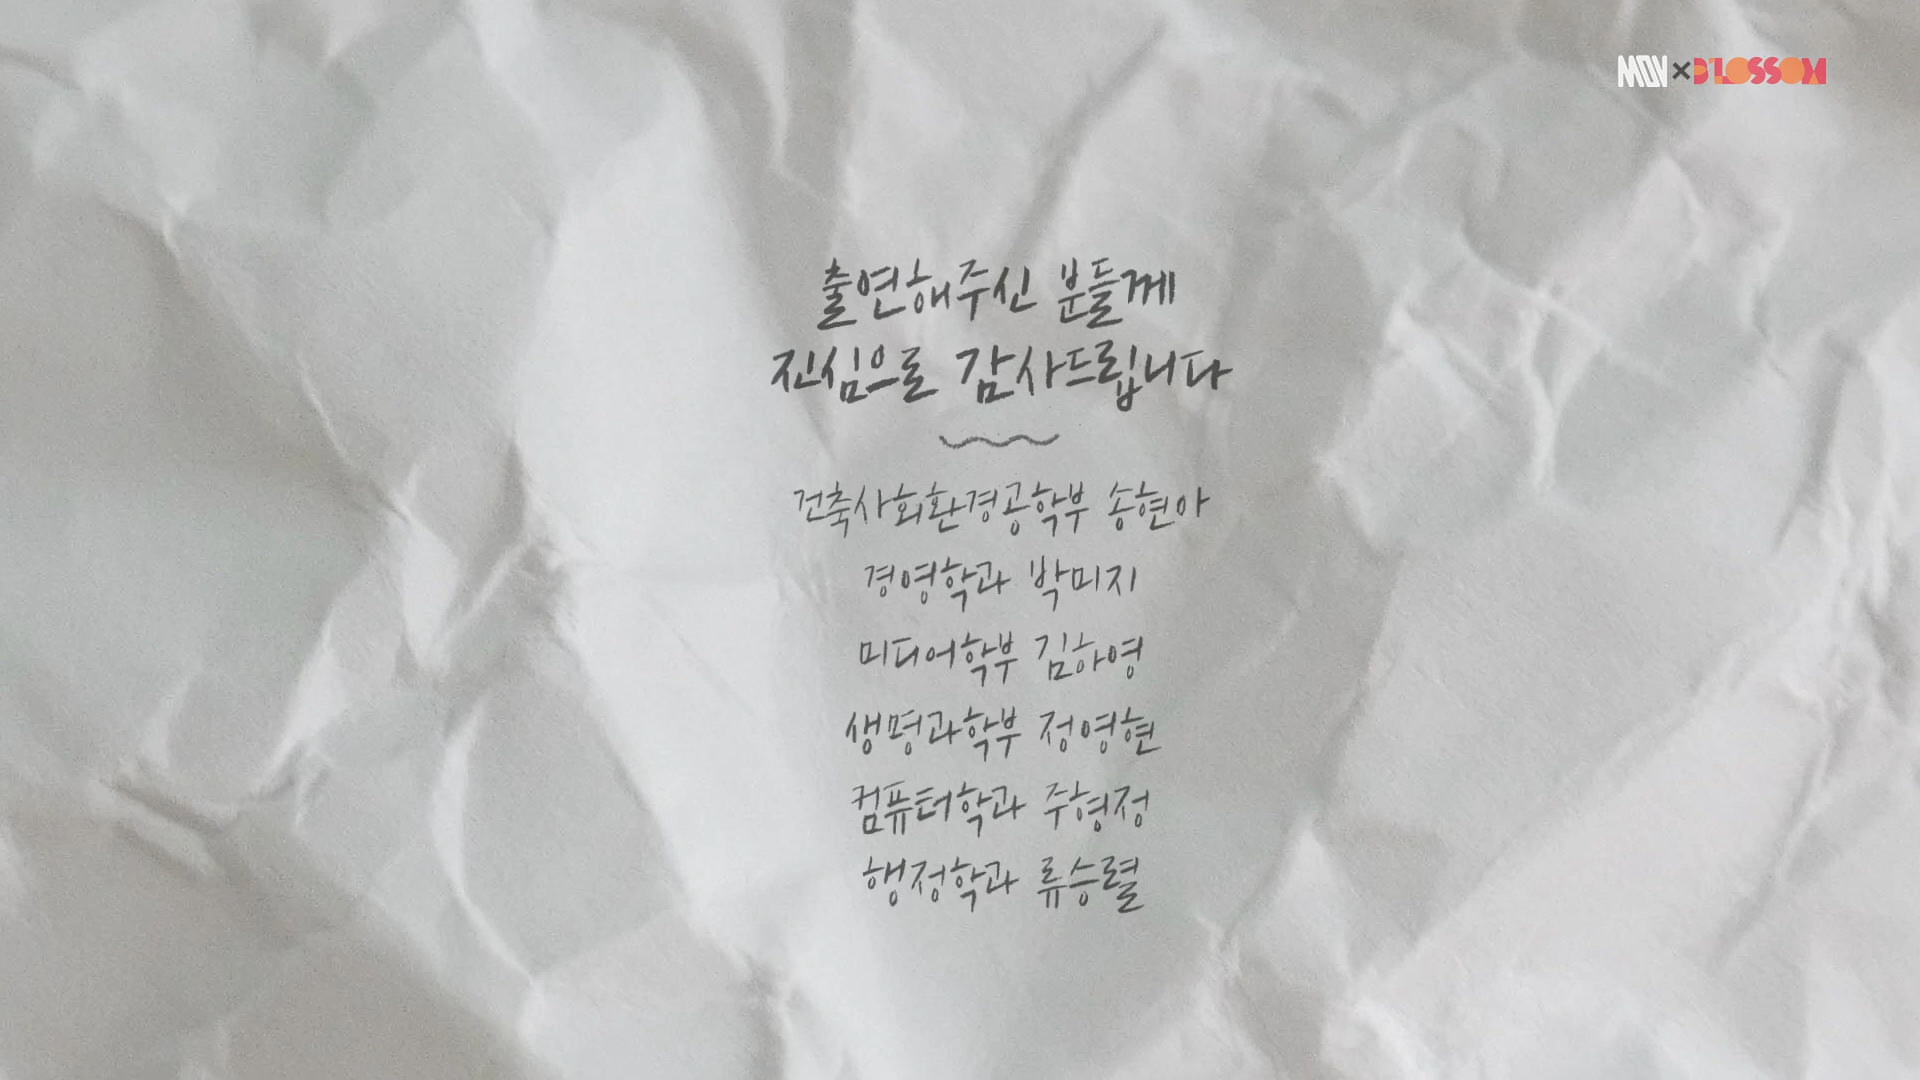 MOV×BLOSSOM
출연해주신 분들께
진심으로 감사드립니다
건축사회환경공학부 송현아
경영학과 박미지
미디어학부 김하영
생명과학부 정영현
컴퓨터학과 주형정
행정학과 류승렬